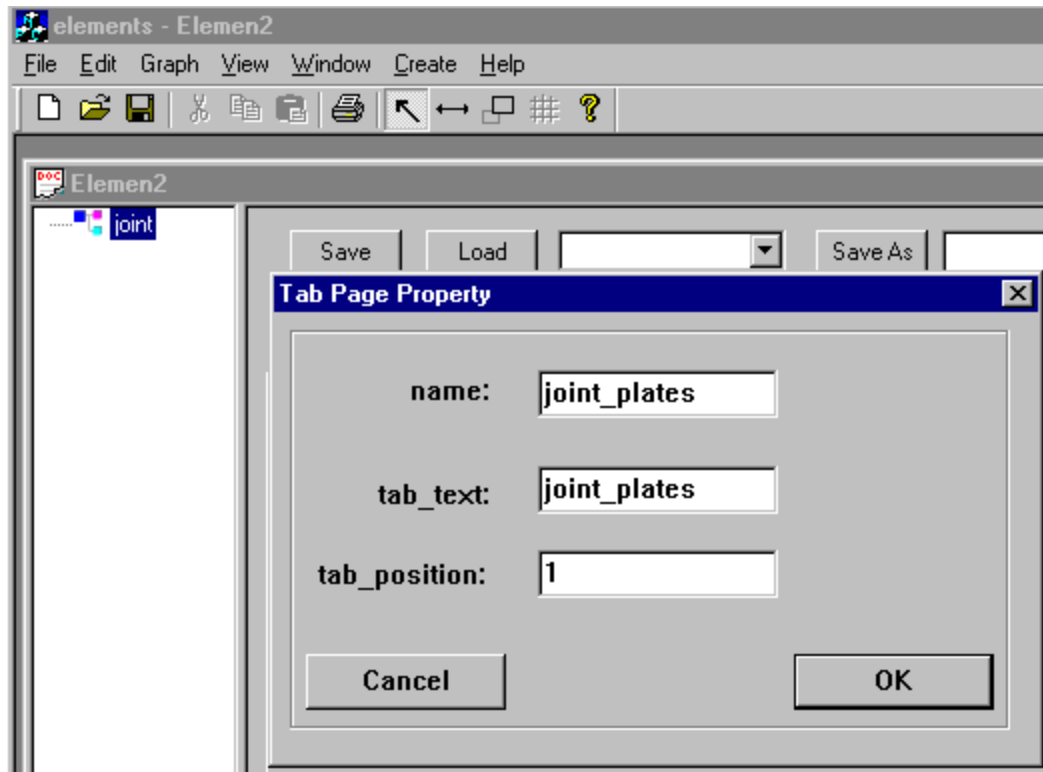 elements - Elemen2
File Edit Graph View Window Create Help
DOC Elemen2
joint
Save Load Save As
Tab Page Property
name: joint_plates
tab_text: joint_plates
tab_position: 1
Cancel OK